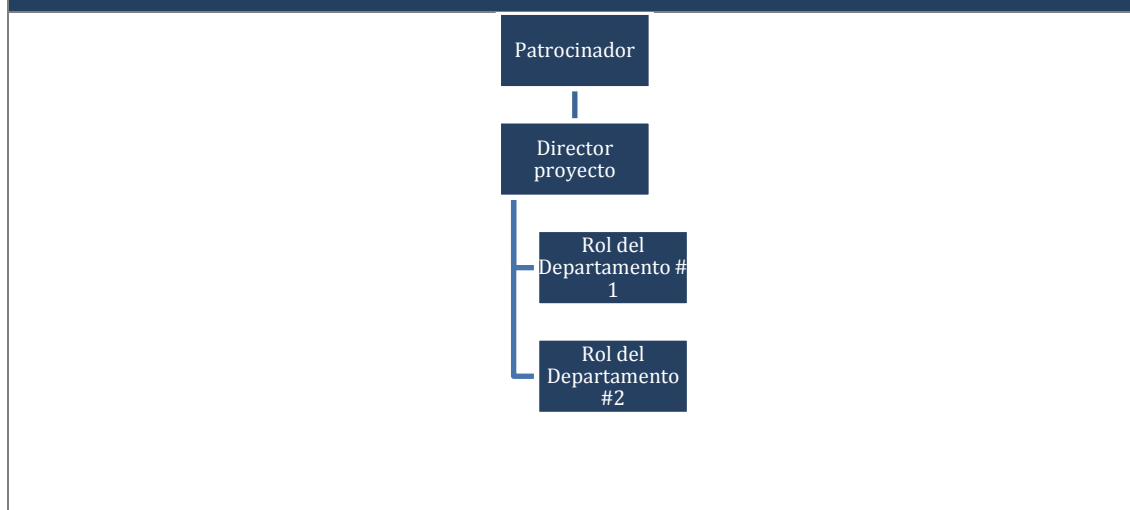 Patrocinador
Director
proyecto
Rol del
Departamento #
1
Rol del
Departamento
#2